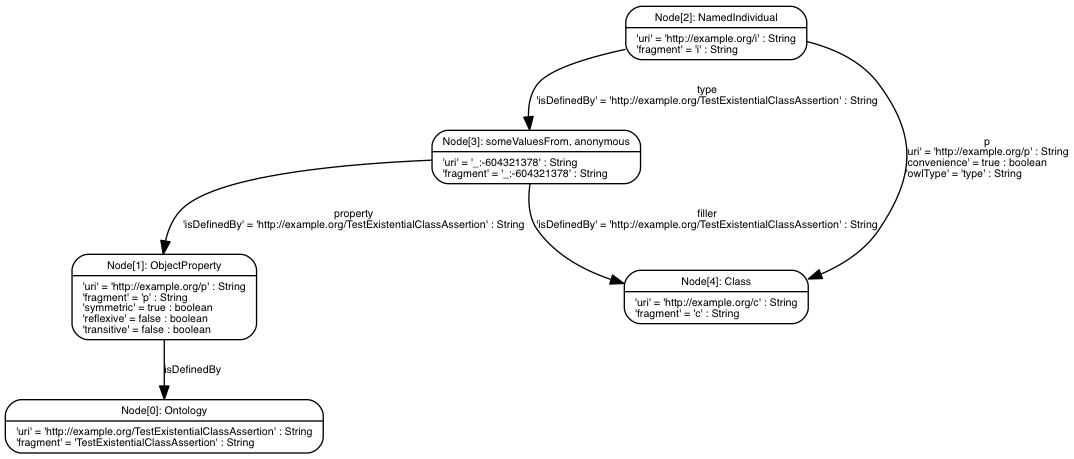 Node[2]: NamedIndividual
'uri' = 'http://example.org/i' : String
'fragment' = 'i' : String
type
'isDefinedBy' = 'http://example.org/TestExistentialClassAssertion' : String
p
'uri' = 'http://example.org/p' : String
'convenience' = true : boolean
'owlType' = 'type' : String
Node[3]: someValuesFrom, anonymous
'uri' = '_:-604321378' : String
'fragment' = '_:-604321378' : String
property
'isDefinedBy' = 'http://example.org/TestExistentialClassAssertion' : String
filler
'isDefinedBy' = 'http://example.org/TestExistentialClassAssertion' : String
Node[1]: ObjectProperty
'uri' = 'http://example.org/p' : String
'fragment' = 'p' : String
'symmetric' = true : boolean
'reflexive' = false : boolean
'transitive' = false : boolean
Node[4]: Class
'uri' = 'http://example.org/c' : String
'fragment' = 'c' : String
isDefinedBy
Node[0]: Ontology
'uri' = 'http://example.org/TestExistentialClassAssertion' : String
'fragment' = 'TestExistentialClassAssertion' : String